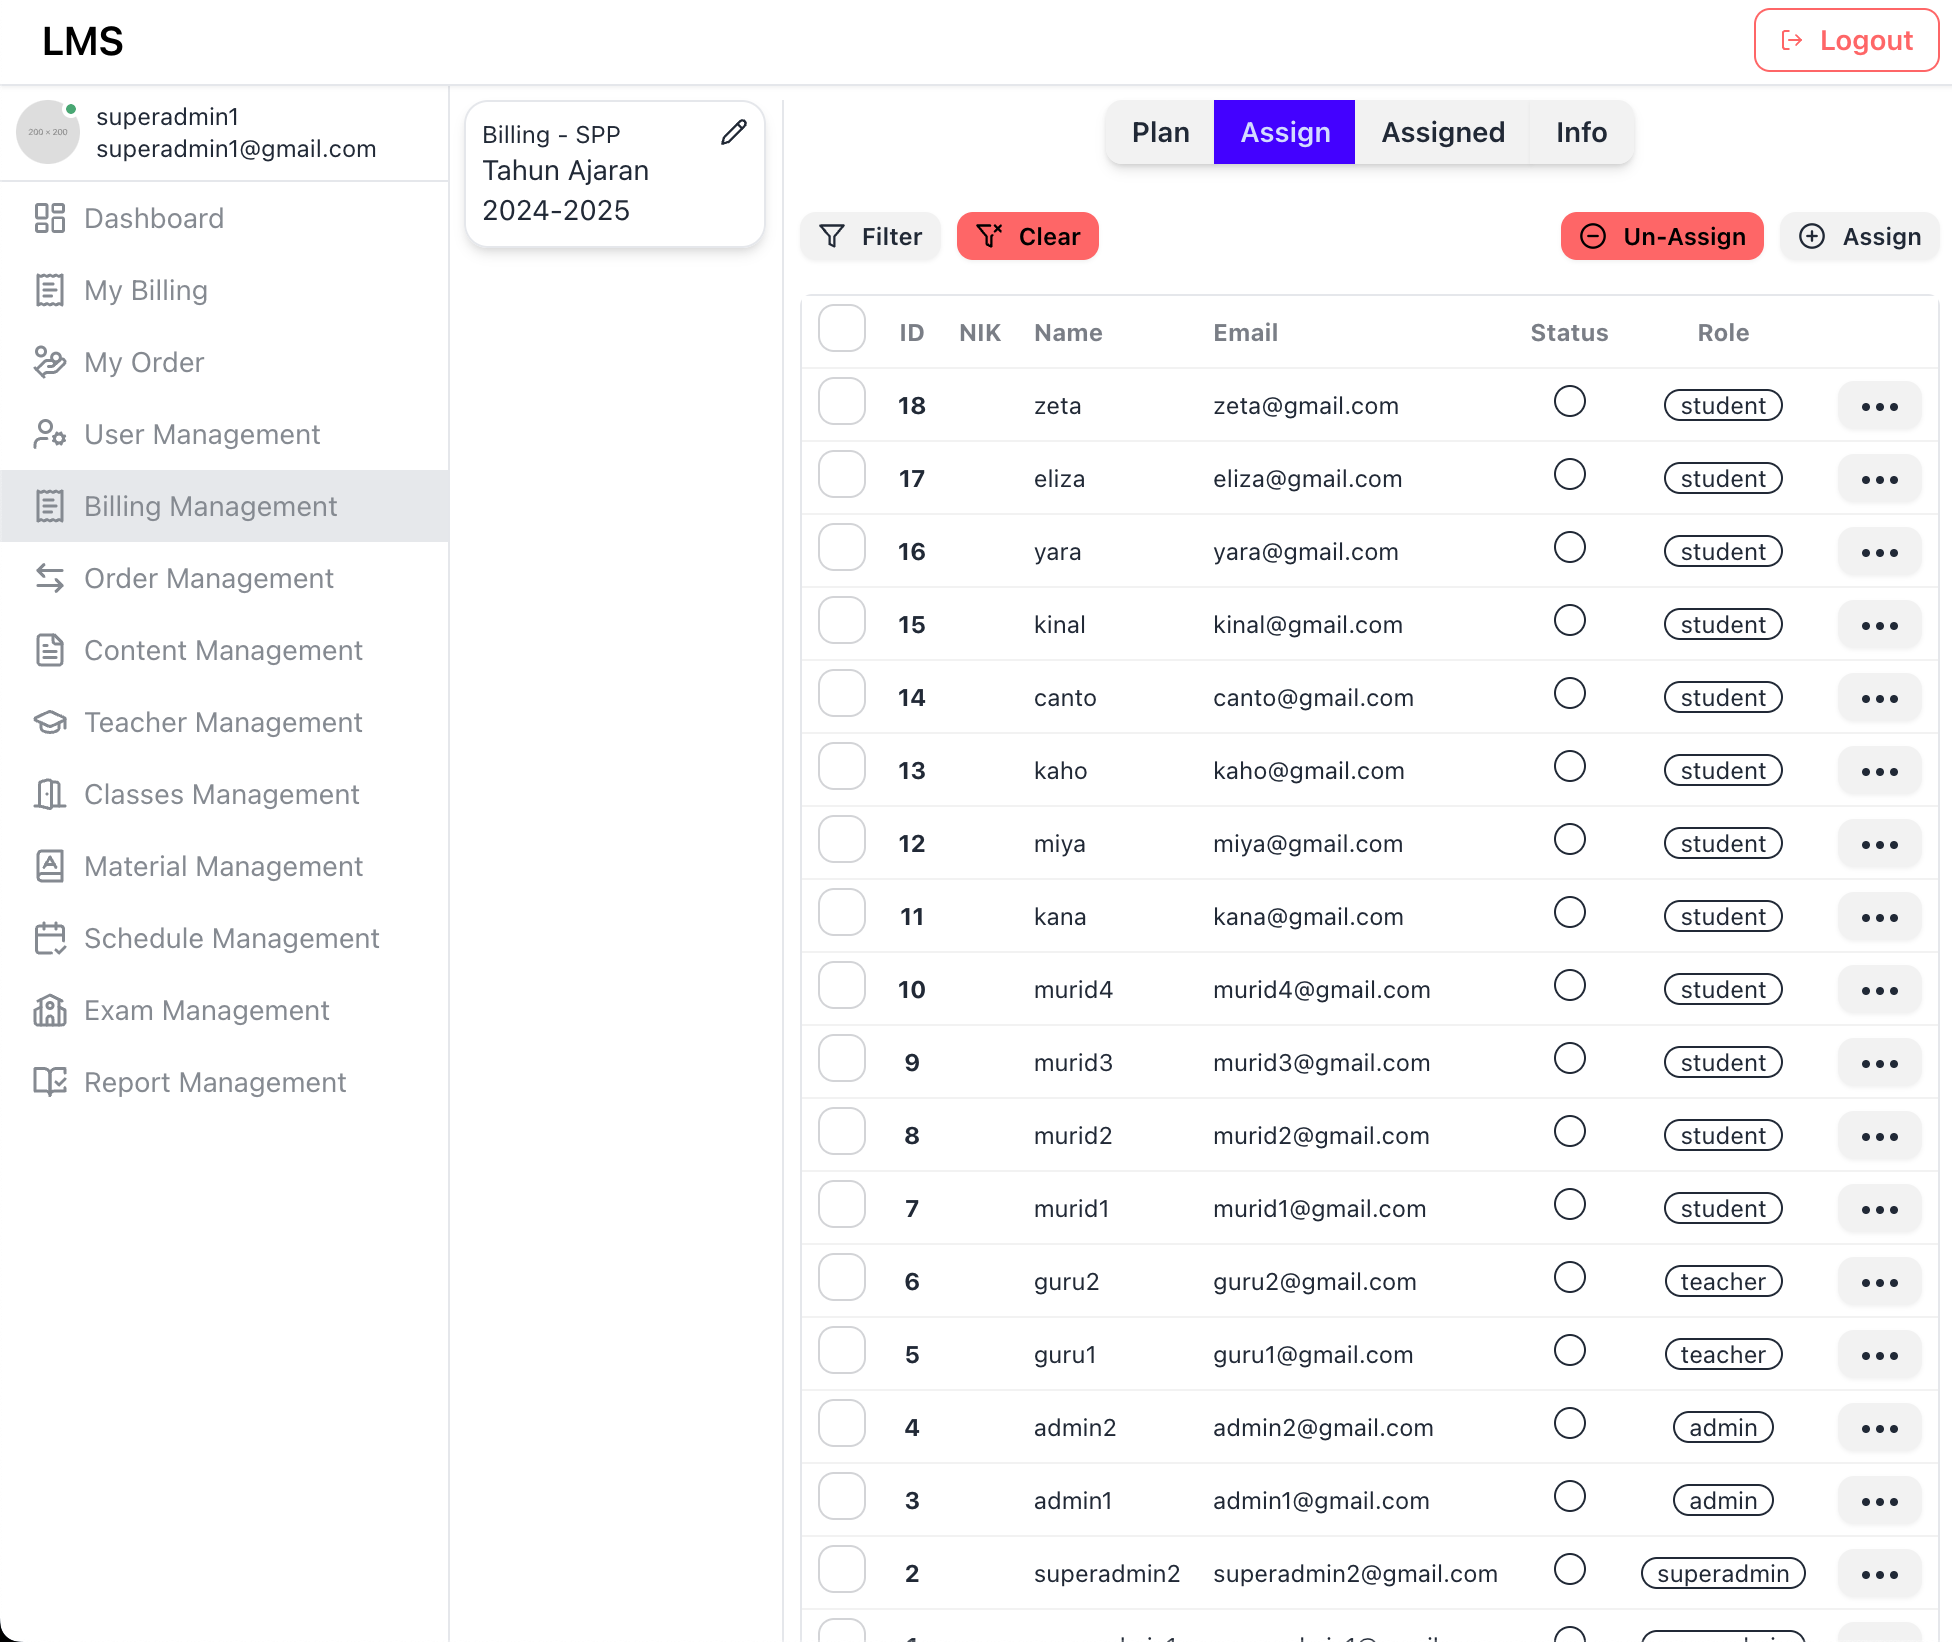 LMS
Logout
200 × 200
superadmin1
superadmin1@gmail.com
Dashboard
My Billing
My Order
User Management
Billing Management
Order Management
Content Management
Teacher Management
Classes Management
Material Management
Schedule Management
Exam Management
Report Management
Billing - SPP
Tahun Ajaran
2024-2025
Plan Assign Assigned Info
Filter Clear Un-Assign Assign
ID NIK Name Email Status Role
18 zeta zeta@gmail.com student
17 eliza eliza@gmail.com student
16 yara yara@gmail.com student
15 kinal kinal@gmail.com student
14 canto canto@gmail.com student
13 kaho kaho@gmail.com student
12 miya miya@gmail.com student
11 kana kana@gmail.com student
10 murid4 murid4@gmail.com student
9 murid3 murid3@gmail.com student
8 murid2 murid2@gmail.com student
7 murid1 murid1@gmail.com student
6 guru2 guru2@gmail.com teacher
5 guru1 guru1@gmail.com teacher
4 admin2 admin2@gmail.com admin
3 admin1 admin1@gmail.com admin
2 superadmin2 superadmin2@gmail.com superadmin